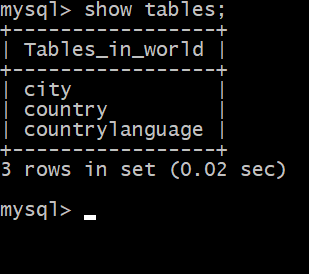 mysql> show tables;
+-----------------+
| Tables_in_world |
+-----------------+
| city            |
| country         |
| countrylanguage |
+-----------------+
3 rows in set (0.02 sec)
mysql>